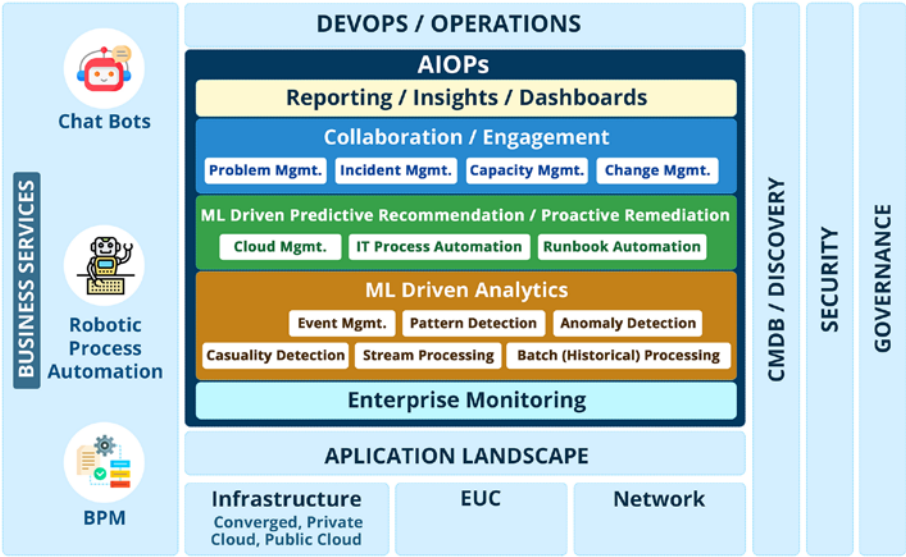 BUSINESS SERVICES
Chat Bots
Robotic
Process
Automation
BPM
DEVOPS / OPERATIONS
AIOPs
Reporting / Insights / Dashboards
Collaboration / Engagement
Problem Mgmt.
Incident Mgmt.
Capacity Mgmt.
Change Mgmt.
ML Driven Predictive Recommendation / Proactive Remediation
Cloud Mgmt.
IT Process Automation
Runbook Automation
ML Driven Analytics
Event Mgmt.
Pattern Detection
Anomaly Detection
Casuality Detection
Stream Processing
Batch (Historical) Processing
Enterprise Monitoring
APLICATION LANDSCAPE
Infrastructure
Converged, Private
Cloud, Public Cloud
EUC
Network
CMDB / DISCOVERY
SECURITY
GOVERNANCE